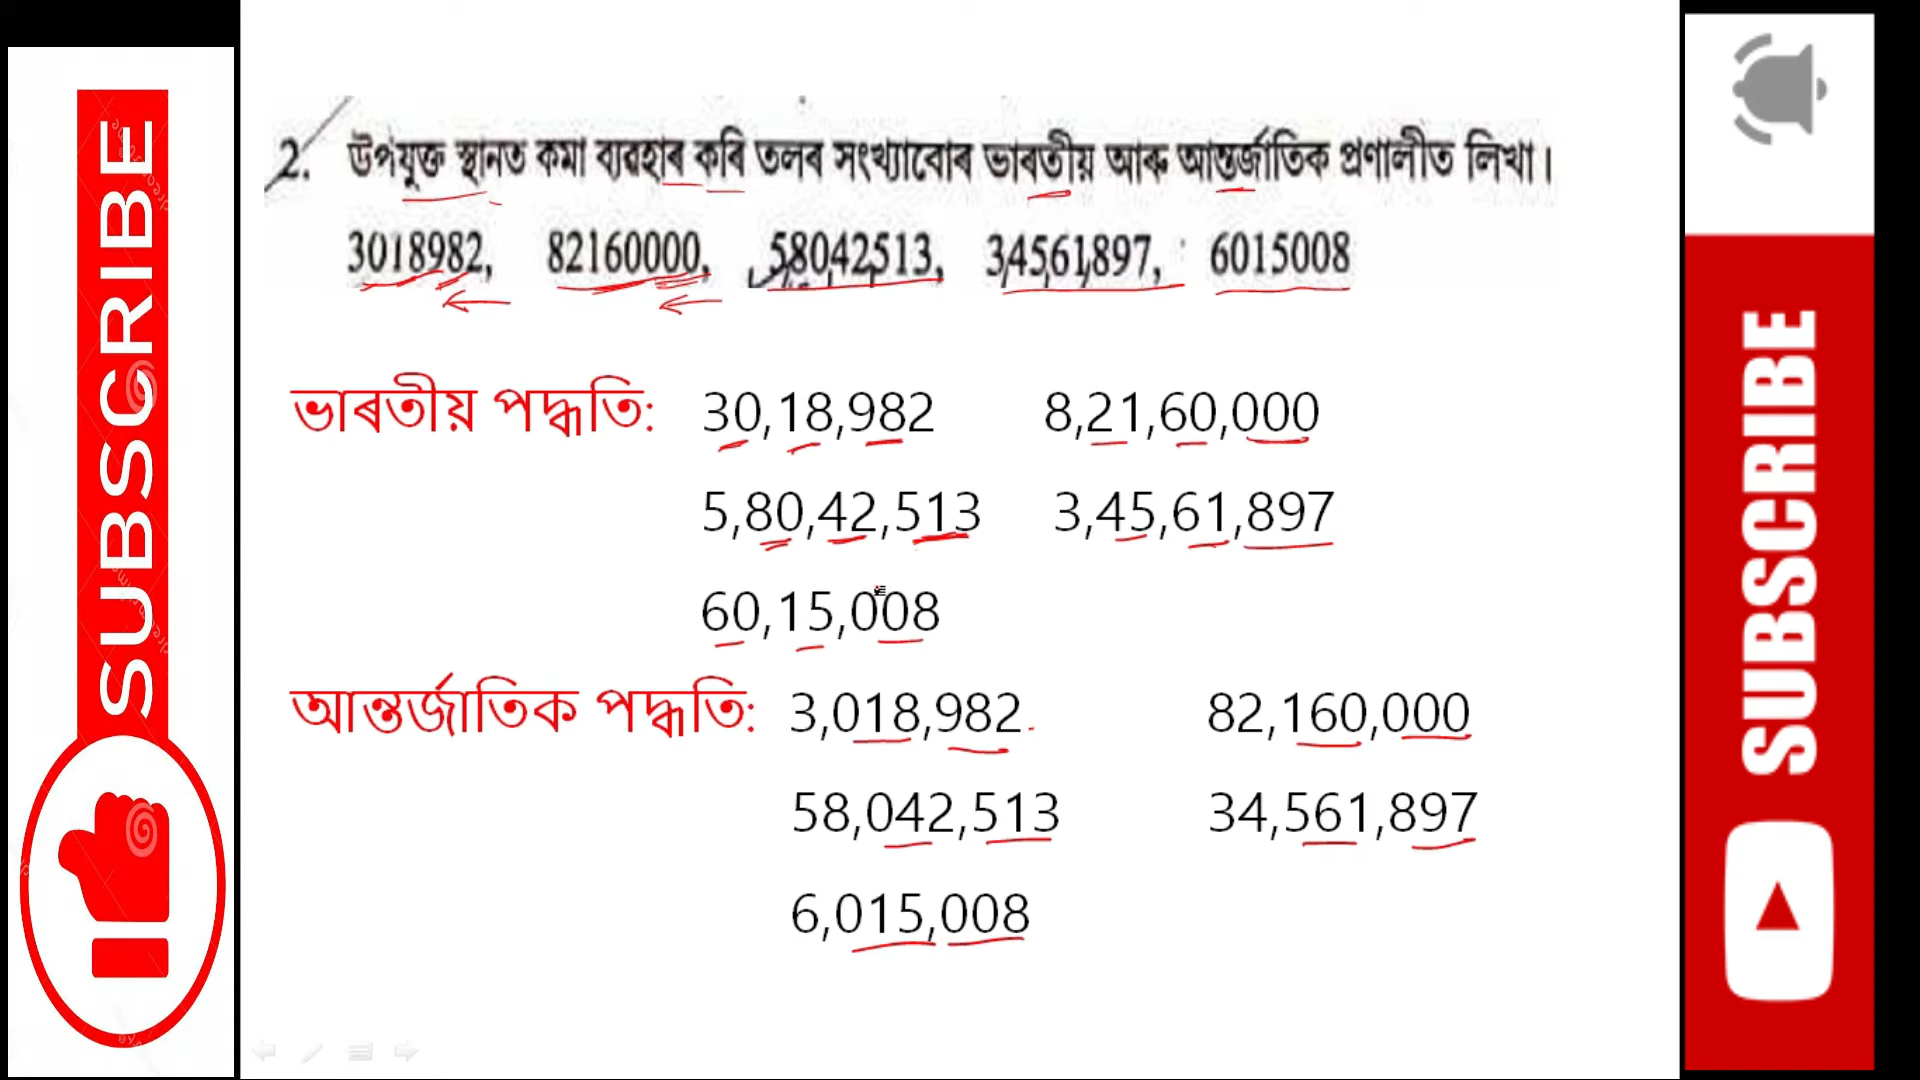 2. উপযুক্ত স্থানত কমা ব্যৱহাৰ কৰি তলৰ সংখ্যাবোৰ ভাৰতীয় আৰু আন্তৰ্জাতিক প্ৰণালীত লিখা।
3018982, 82160000, 58042513, 34561897, 6015008
ভাৰতীয় পদ্ধতি: 30,18,982 8,21,60,000
5,80,42,513 3,45,61,897
60,15,008
আন্তৰ্জাতিক পদ্ধতি: 3,018,982 82,160,000
58,042,513 34,561,897
6,015,008
SUBSCRIBE
SUBSCRIBE